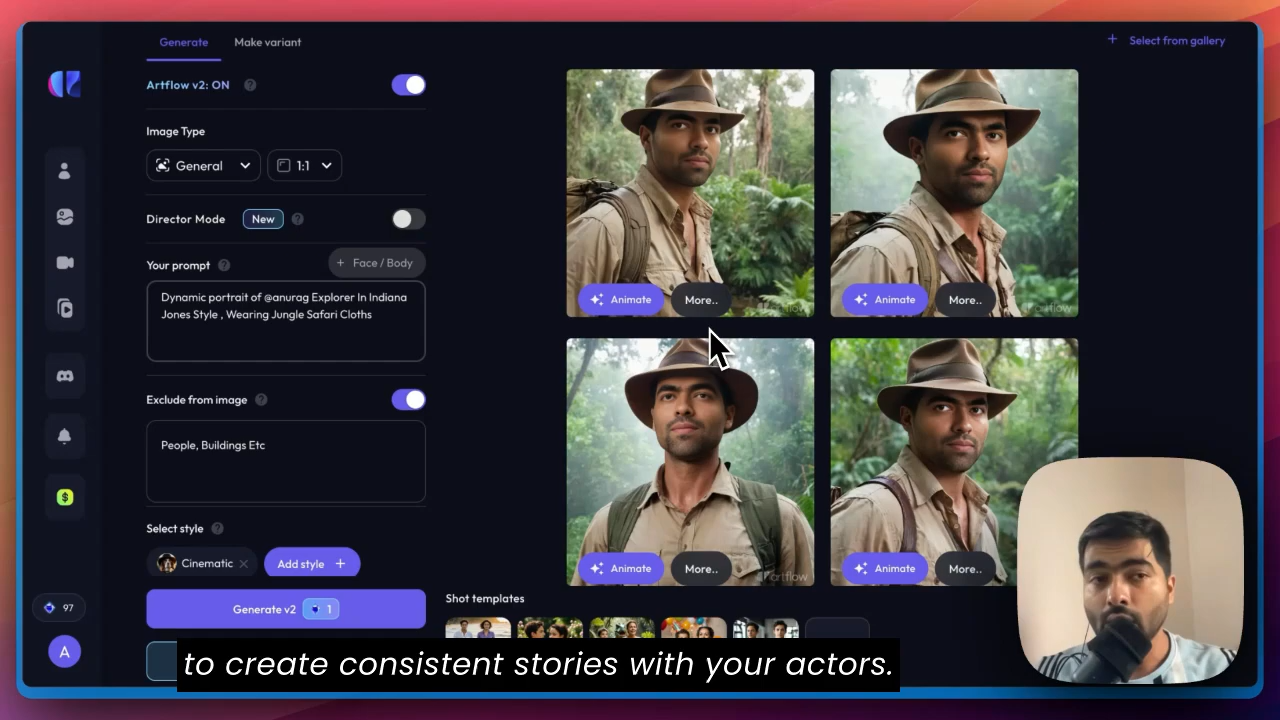 Generate
Make variant
Select from gallery
Artflow v2: ON
Image Type
General
1:1
Director Mode
New
Your prompt
+ Face / Body
Dynamic portrait of @anurag Explorer In Indiana
Jones Style , Wearing Jungle Safari Cloths
Exclude from image
People, Buildings Etc
Select style
Cinematic
Add style +
Generate v2 1
97
A
Animate
More..
artflow
Animate
More..
artflow
Animate
More..
artflow
Animate
More..
Shot templates
to create consistent stories with your actors.